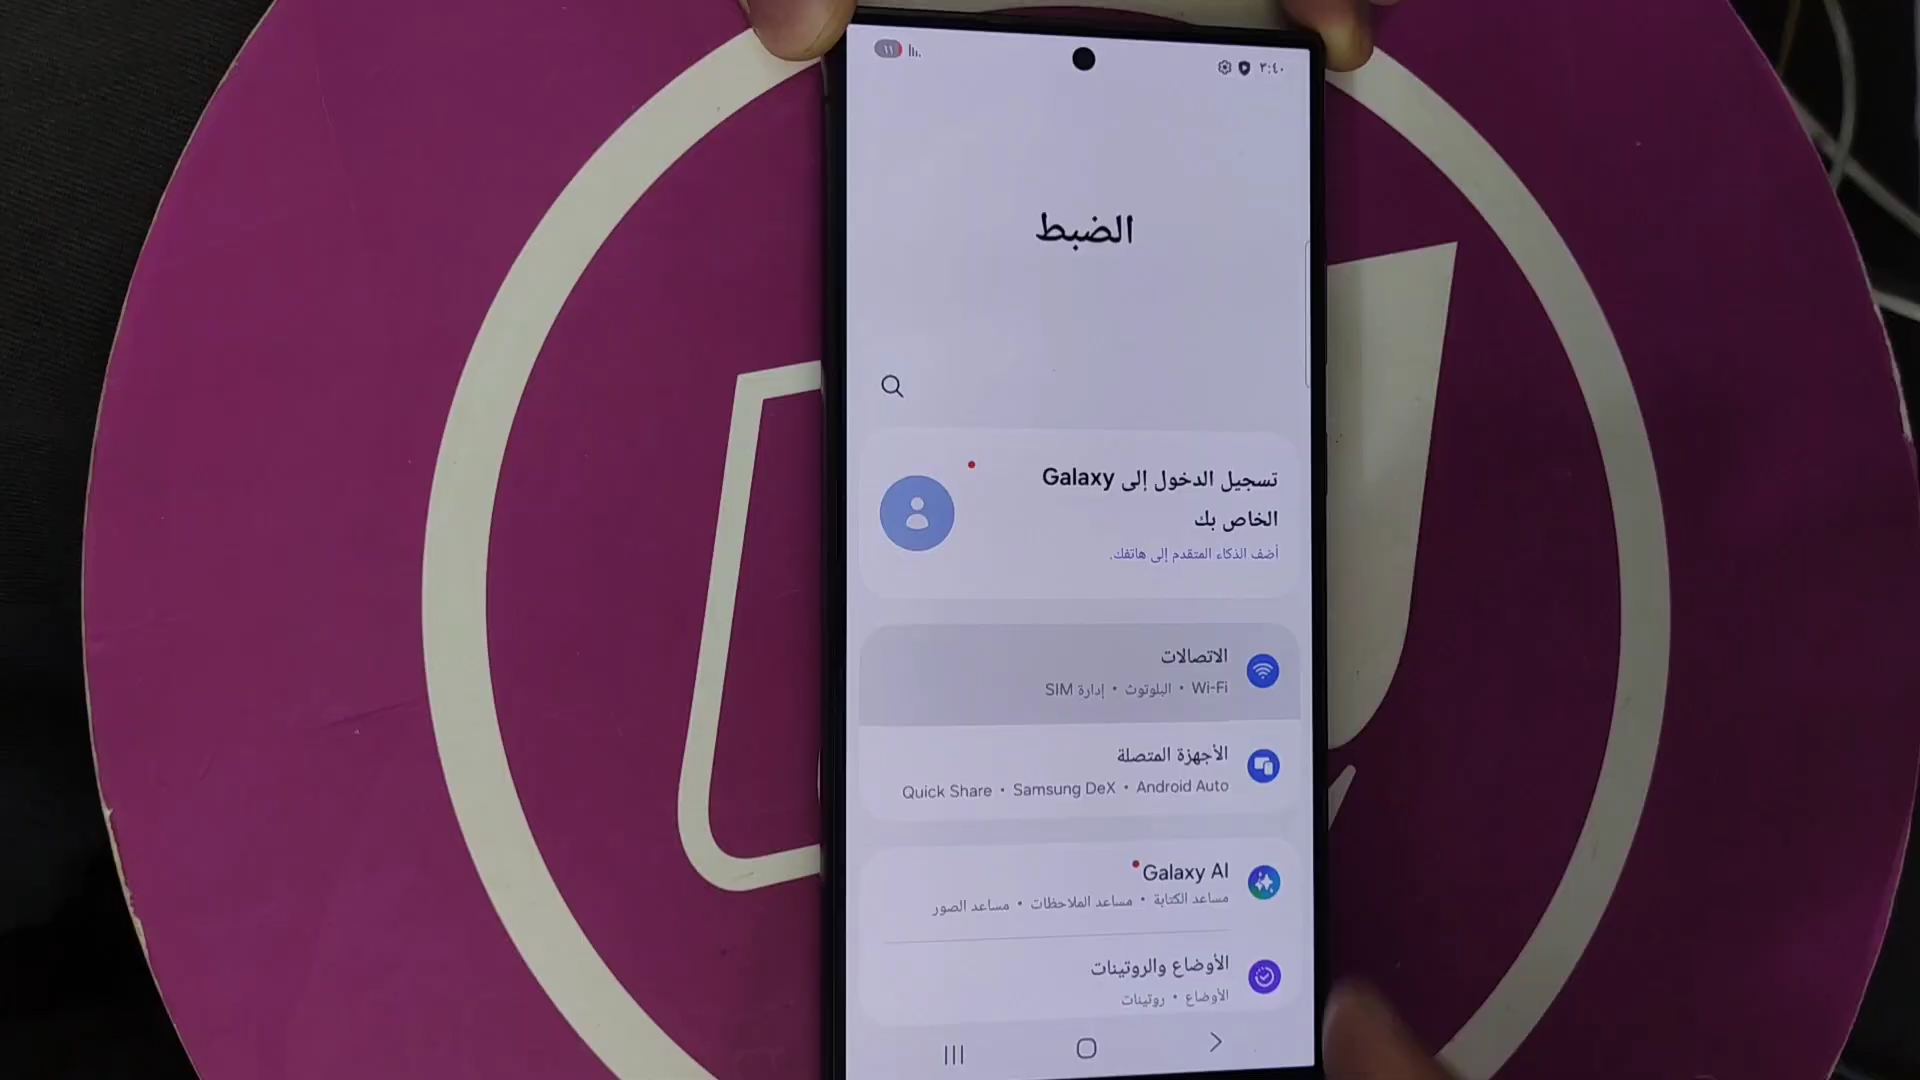 ٣:٤٠
١١
الضبط
تسجيل الدخول إلى Galaxy
الخاص بك
أضف الذكاء المتقدم إلى هاتفك.
الاتصالات
Wi-Fi • البلوتوث • إدارة SIM
الأجهزة المتصلة
Quick Share • Samsung DeX • Android Auto
Galaxy AI
مساعد الكتابة • مساعد الملاحظات • مساعد الصور
الأوضاع والروتينات
الأوضاع • روتينات